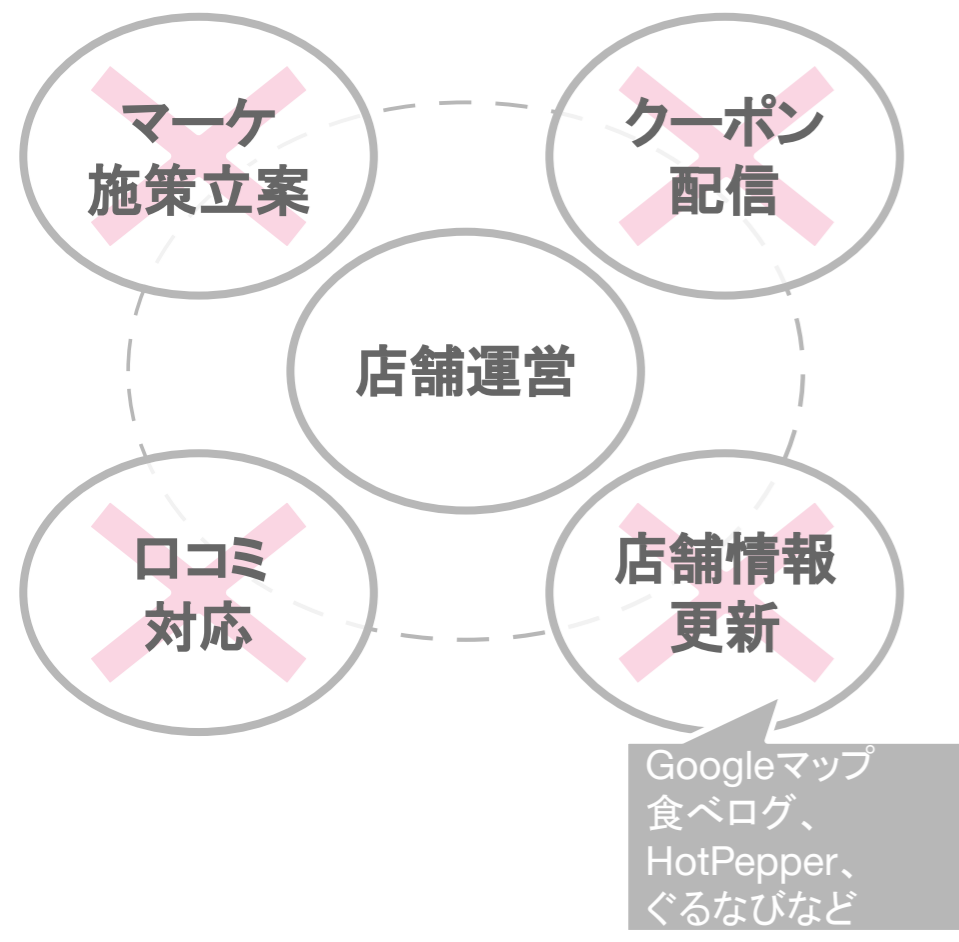 マーケ
施策立案
クーポン
配信
店舗運営
口コミ
対応
店舗情報
更新
Googleマップ
食べログ、
HotPepper、
ぐるなびなど